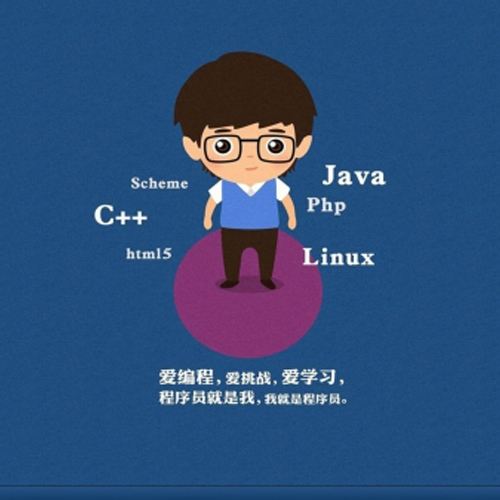 Scheme
Java
C++
Php
html5
Linux
爱编程，爱挑战，爱学习，
程序员就是我，我就是程序员。